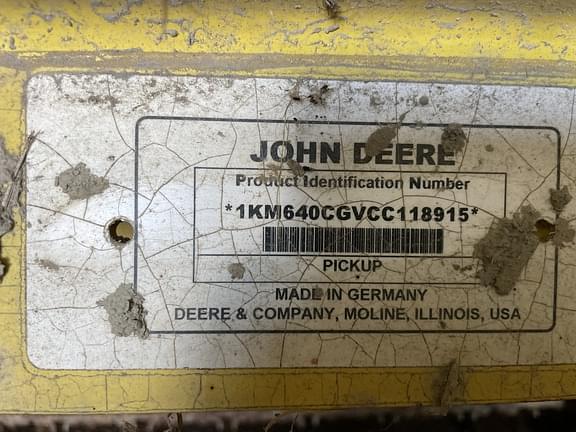 JOHN DEERE
Product Identification Number
*1KM640CGVCC118915*
PICKUP
MADE IN GERMANY
DEERE & COMPANY, MOLINE, ILLINOIS, USA